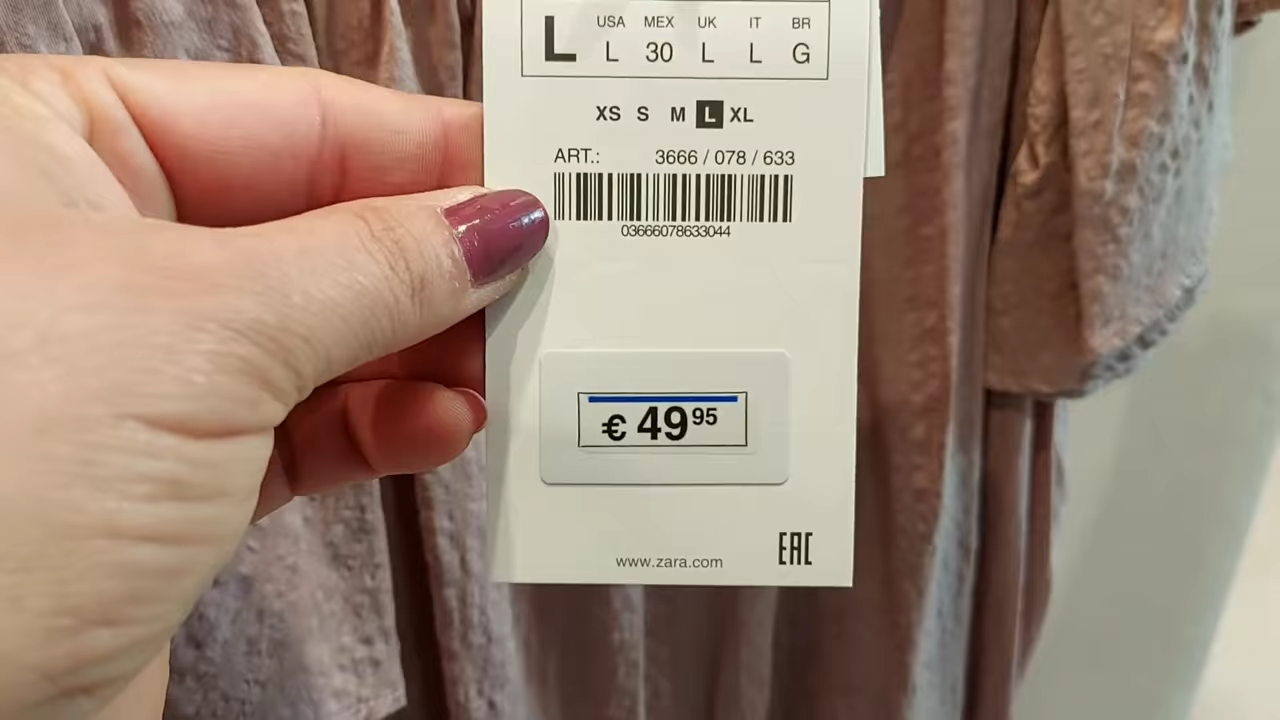 L USA MEX UK IT BR
L 30 L L G
XS S M L XL
ART.: 3666 / 078 / 633
03666078633044
€ 49 95
www.zara.com EAC